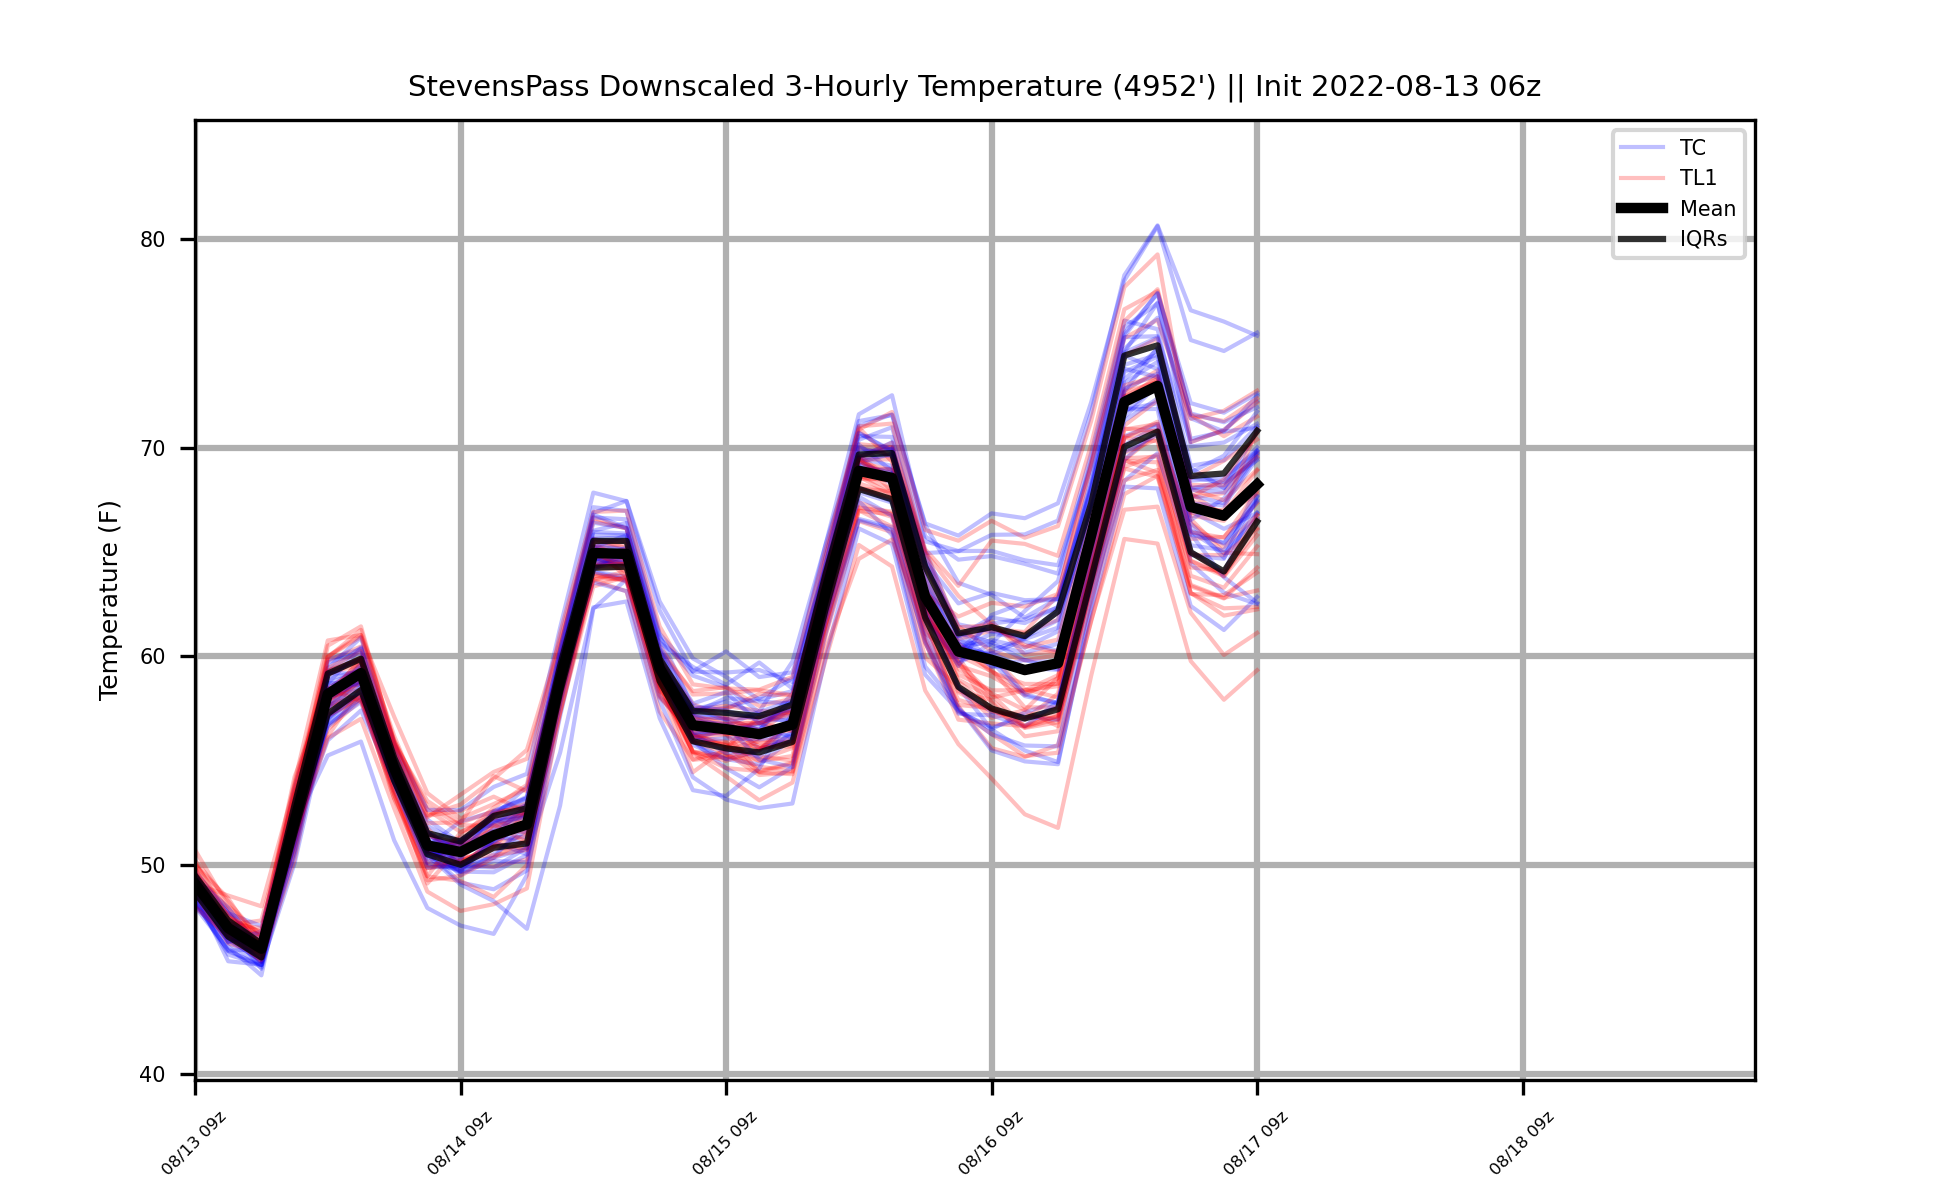 StevensPass Downscaled 3-Hourly Temperature (4952') || Init 2022-08-13 06z
TC
TL1
Mean
IQRs
Temperature (F)
80
70
60
50
40
08/13 09z
08/14 09z
08/15 09z
08/16 09z
08/17 09z
08/18 09z